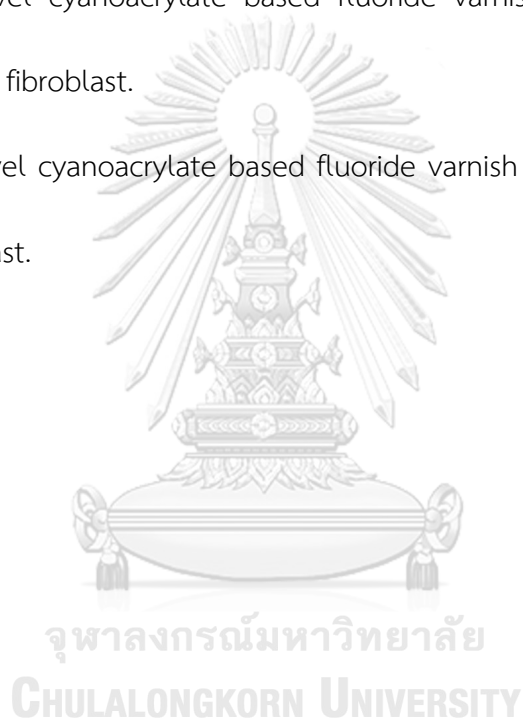 vel cyanoacrylate based fluoride varnis
fibroblast.
vel cyanoacrylate based fluoride varnish
ast.
จุฬาลงกรณ์มหาวิทยาลัย
CHULALONGKORN UNIVERSITY